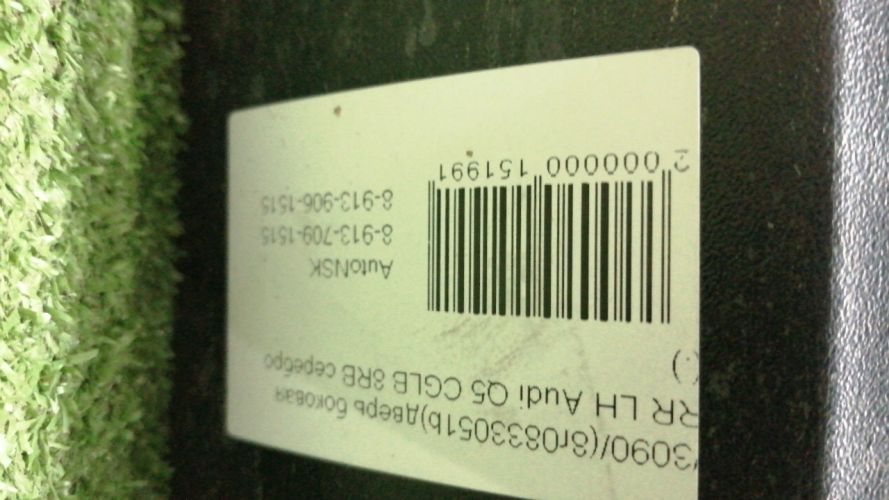 3090/(8r0833051b)дверь боковая
RR LH Audi Q5 CGLB 8RB серебро
(.)
AutoNSK
8-913-709-1515
8-913-906-1515
2 000000 151991